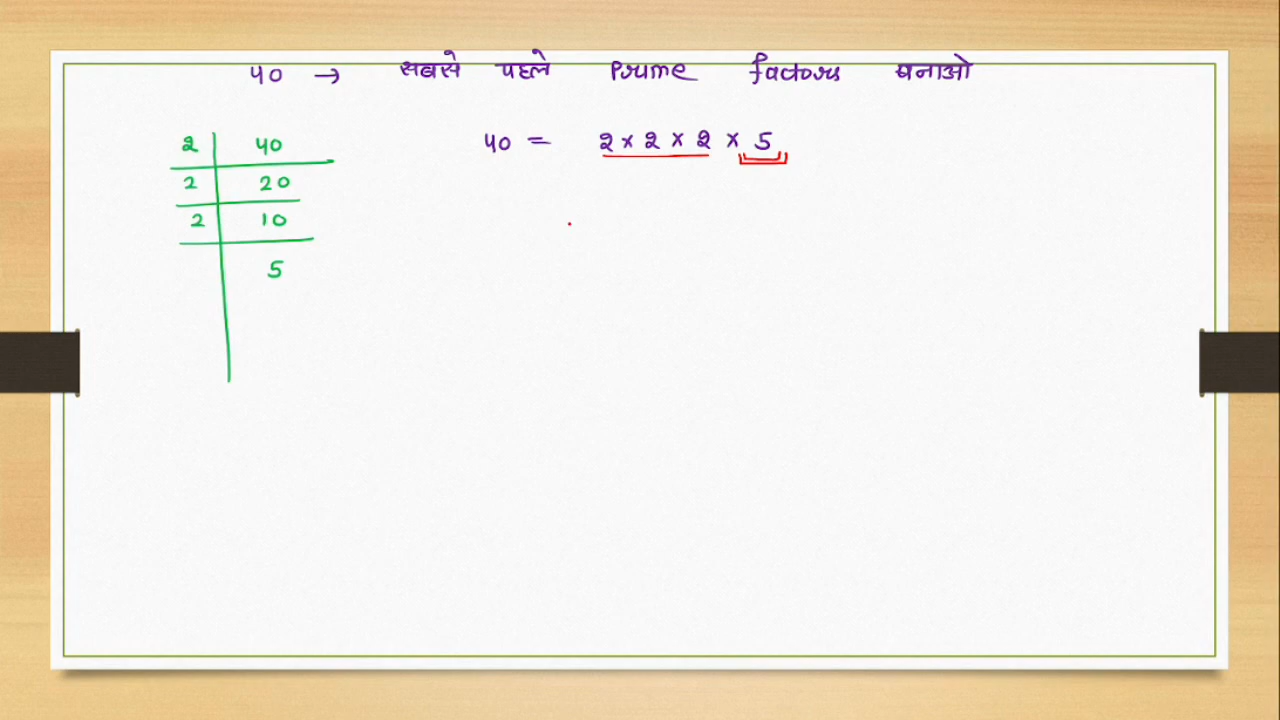 40 → सबसे पहले Prime factors बनाओ
40 = 2 × 2 × 2 × 5
2 40
2 20
2 10
5